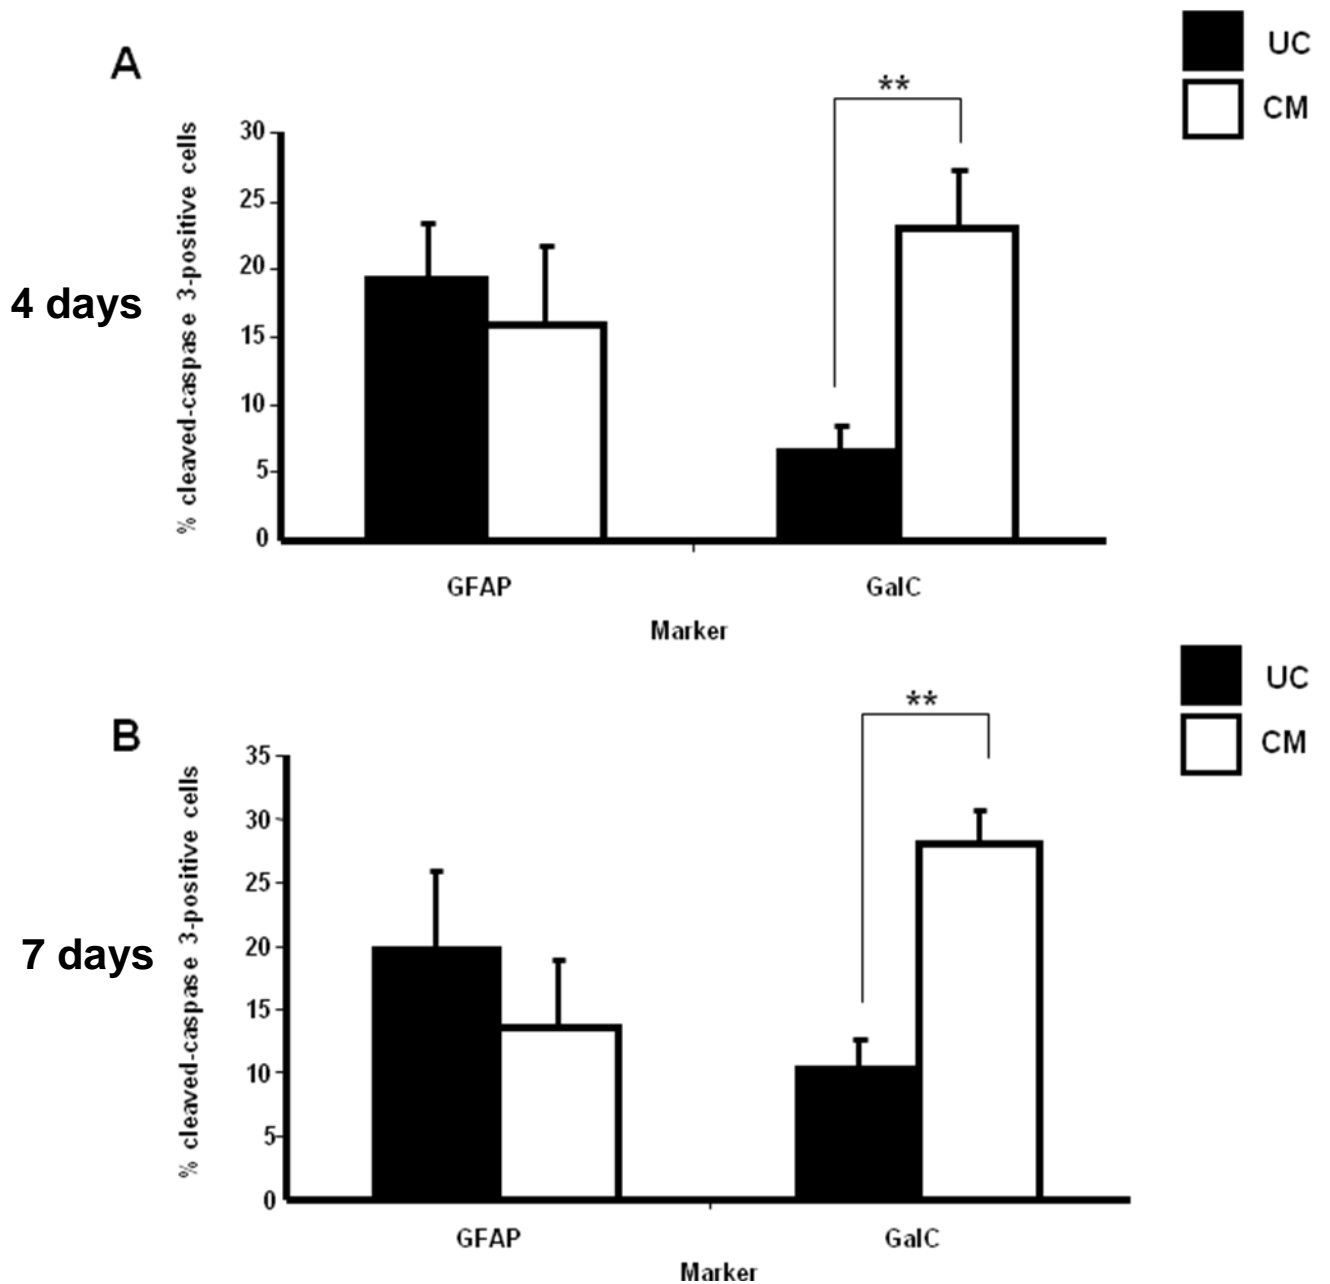 A
UC
CM
**
% cleaved-caspase 3-positive cells
30
25
20
15
10
5
0
4 days
GFAP
GalC
Marker
B
UC
CM
**
% cleaved-caspase 3-positive cells
35
30
25
20
15
10
5
0
7 days
GFAP
GalC
Marker